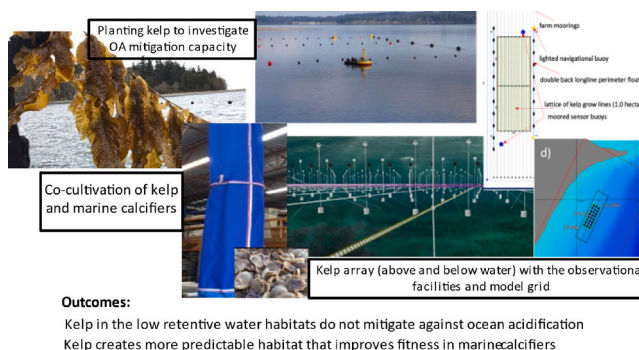 Planting kelp to investigate
OA mitigation capacity
farm moorings
lighted navigational buoy
double back longline perimeter float
lattice of kelp grow lines (1.0 hecta
moored sensor buoys
d)
Co-cultivation of kelp
and marine calcifiers
Kelp array (above and below water) with the observationa
facilities and model grid
Outcomes:
Kelp in the low retentive water habitats do not mitigate against ocean acidification
Kelp creates more predictable habitat that improves fitness in marinecalcifiers